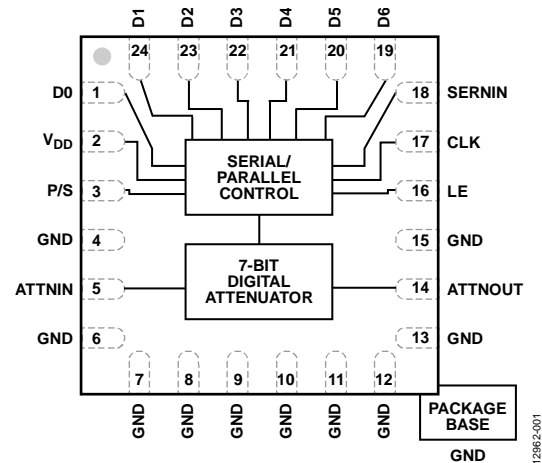 D1
D2
D3
D4
D5
D6
24
23
22
21
20
19
D0 1
18 SERNIN
VDD 2
17 CLK
P/S 3
16 LE
SERIAL/
PARALLEL
CONTROL
GND 4
15 GND
7-BIT
DIGITAL
ATTENUATOR
ATTNIN 5
14 ATTNOUT
GND 6
13 GND
7
8
9
10
11
12
GND
GND
GND
GND
GND
GND
PACKAGE
BASE
GND
12962-001